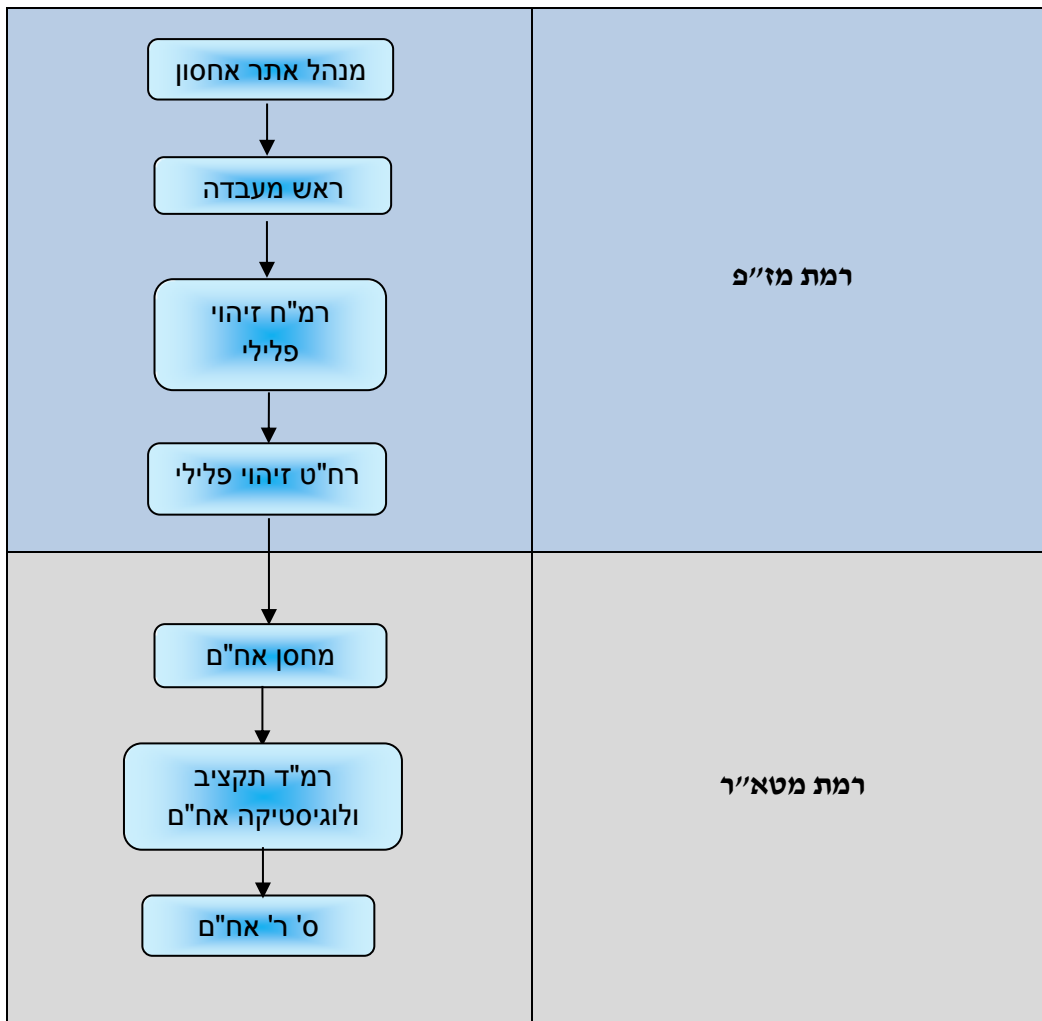 רמת מז״פ
מנהל אתר אחסון
ראש מעבדה
רמ"ח זיהוי
פלילי
רח"ט זיהוי פלילי
רמת מטא״ר
מחסן אח"ם
רמ"ד תקציב
ולוגיסטיקה אח"ם
ס' ר' אח"ם